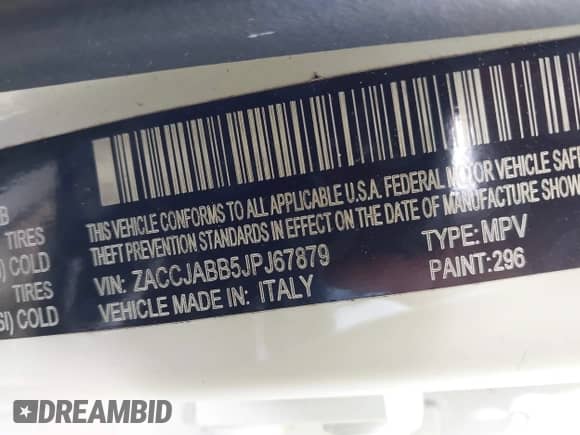 B
TIRES
) COLD
TIRES
SI) COLD
THIS VEHICLE CONFORMS TO ALL APPLICABLE U.S.A. FEDERAL MOTOR VEHICLE SAFE
THEFT PREVENTION STANDARDS IN EFFECT ON THE DATE OF MANUFACTURE SHOW
VIN: ZACCJABB5JPJ67879
TYPE: MPV
VEHICLE MADE IN: ITALY
PAINT:296
DREAMBID